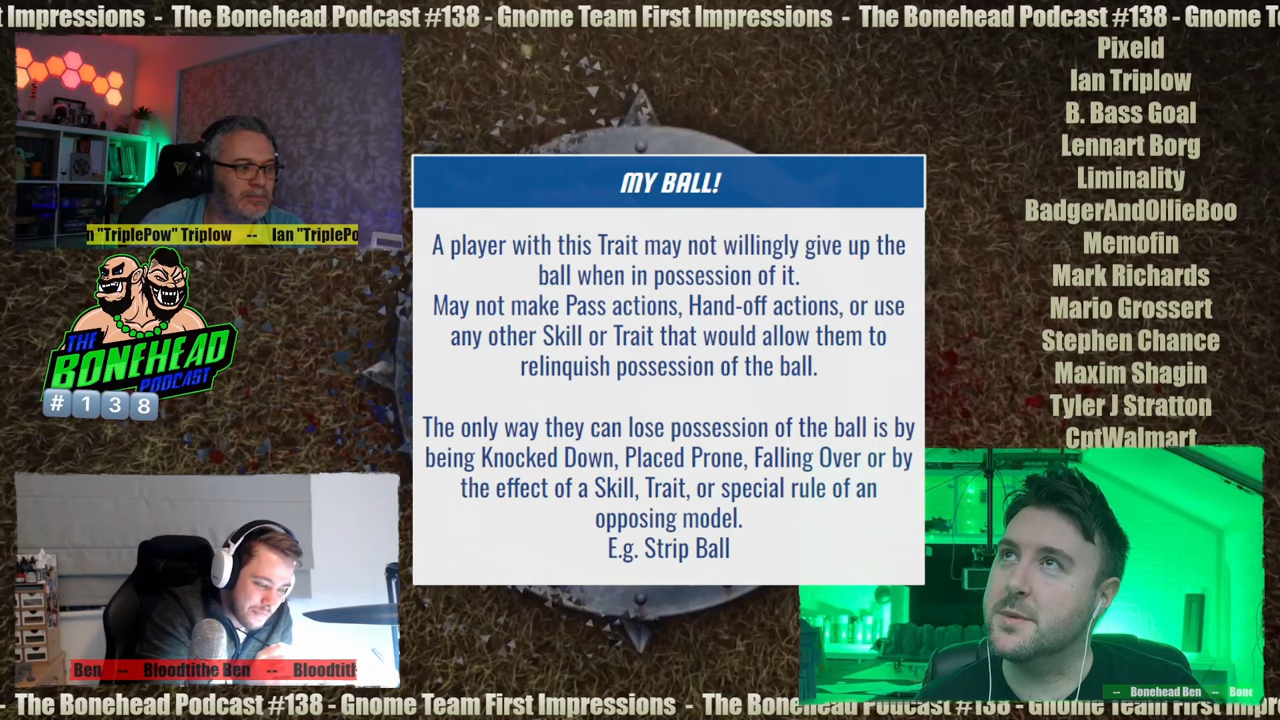 t Impressions - The Bonehead Podcast #138 - Gnome Team First Impressions - The Bonehead Podcast #138 - Gnome Te
n "TriplePow" Triplow -- Ian "TriplePo
THE
BONEHEAD
PODCAST
#138
Ben -- Bloodtithe Ben -- Bloodtith
MY BALL!
A player with this Trait may not willingly give up the
ball when in possession of it.
May not make Pass actions, Hand-off actions, or use
any other Skill or Trait that would allow them to
relinquish possession of the ball.
The only way they can lose possession of the ball is by
being Knocked Down, Placed Prone, Falling Over or by
the effect of a Skill, Trait, or special rule of an
opposing model.
E.g. Strip Ball
Pixeld
Ian Triplow
B. Bass Goal
Lennart Borg
Liminality
BadgerAndOllieBoo
Memofin
Mark Richards
Mario Grossert
Stephen Chance
Maxim Shagin
Tyler J Stratton
CptWalmart
-- Bonehead Ben -- Bone
- The Bonehead Podcast #138 - Gnome Team First Impressions - The Bonehead Podcast #138 - Gnome Team First Impr